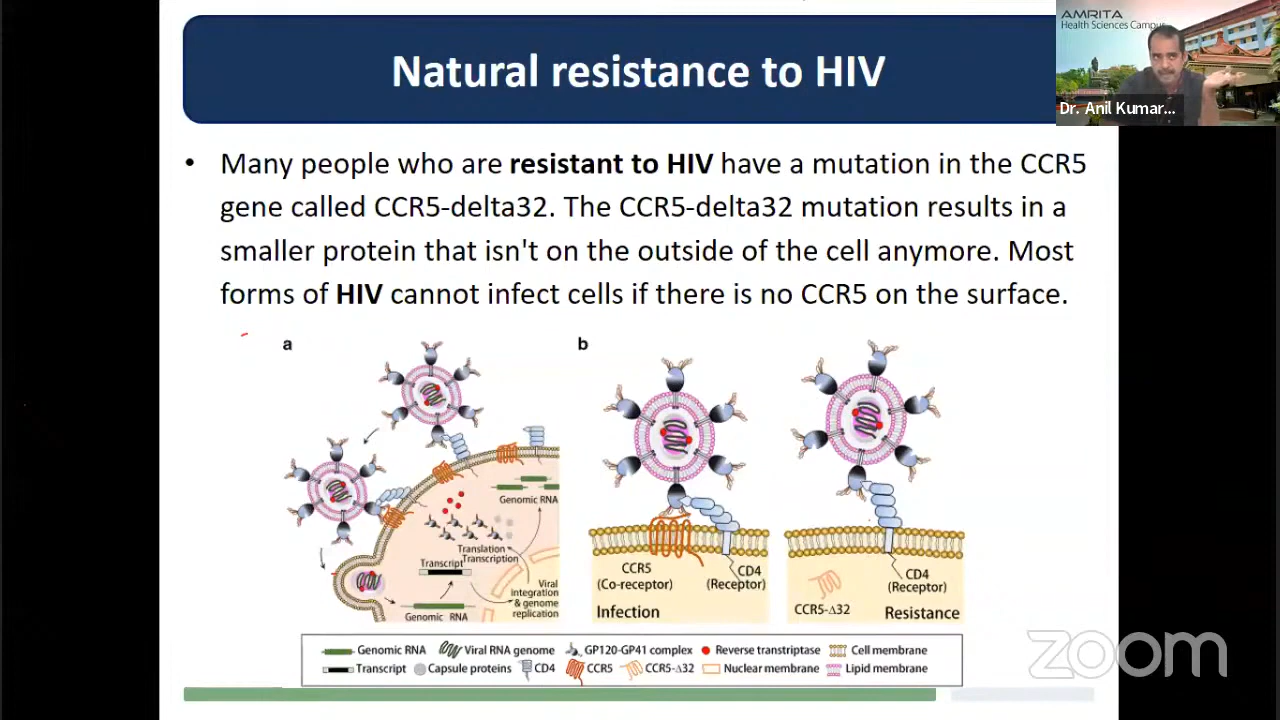 Natural resistance to HIV
AMRITA
Health Sciences Campus
Dr. Anil Kumar...
• Many people who are resistant to HIV have a mutation in the CCR5
gene called CCR5-delta32. The CCR5-delta32 mutation results in a
smaller protein that isn't on the outside of the cell anymore. Most
forms of HIV cannot infect cells if there is no CCR5 on the surface.
a
Genomic RNA
Translation
Transcription
Transcript
Viral
integration
& genome
replication
Genomic RNA
b
CCR5
(Co-receptor)
CD4
(Receptor)
Infection
CCR5-Δ32
CD4
(Receptor)
Resistance
Genomic RNA Viral RNA genome GP120-GP41 complex Reverse transtriptase Cell membrane
Transcript Capsule proteins CD4 CCR5 CCR5-Δ32 Nuclear membrane Lipid membrane
zoom